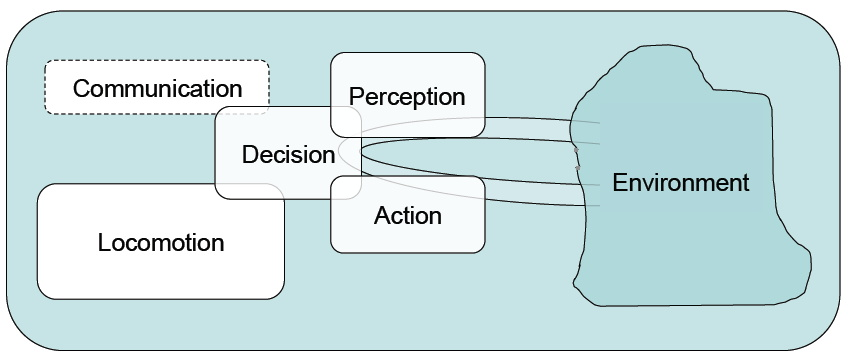 Communication
Perception
Decision
Environment
Action
Locomotion